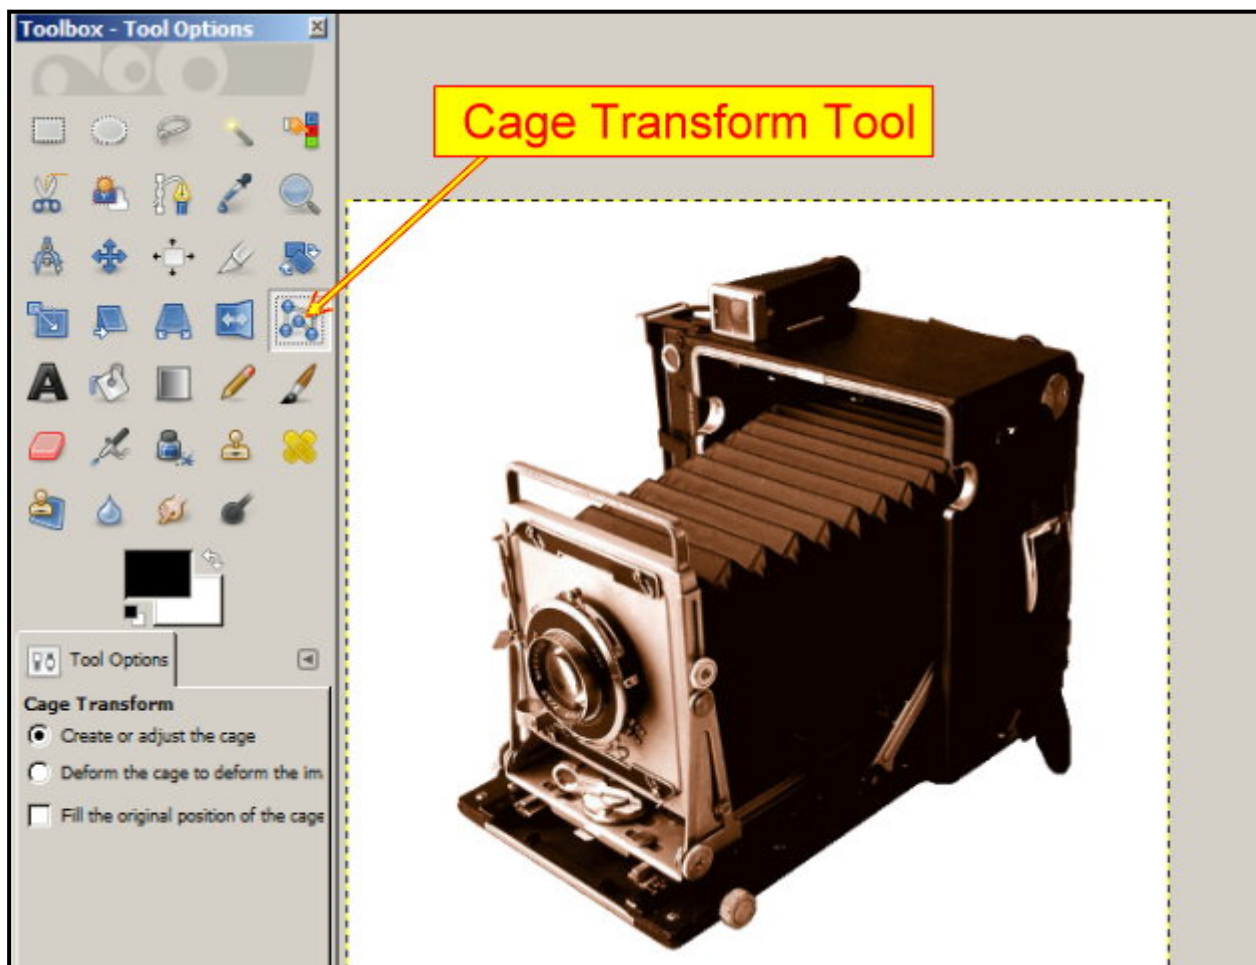 Toolbox - Tool Options
Cage Transform Tool
Tool Options
Cage Transform
Create or adjust the cage
Deform the cage to deform the im
Fill the original position of the cage